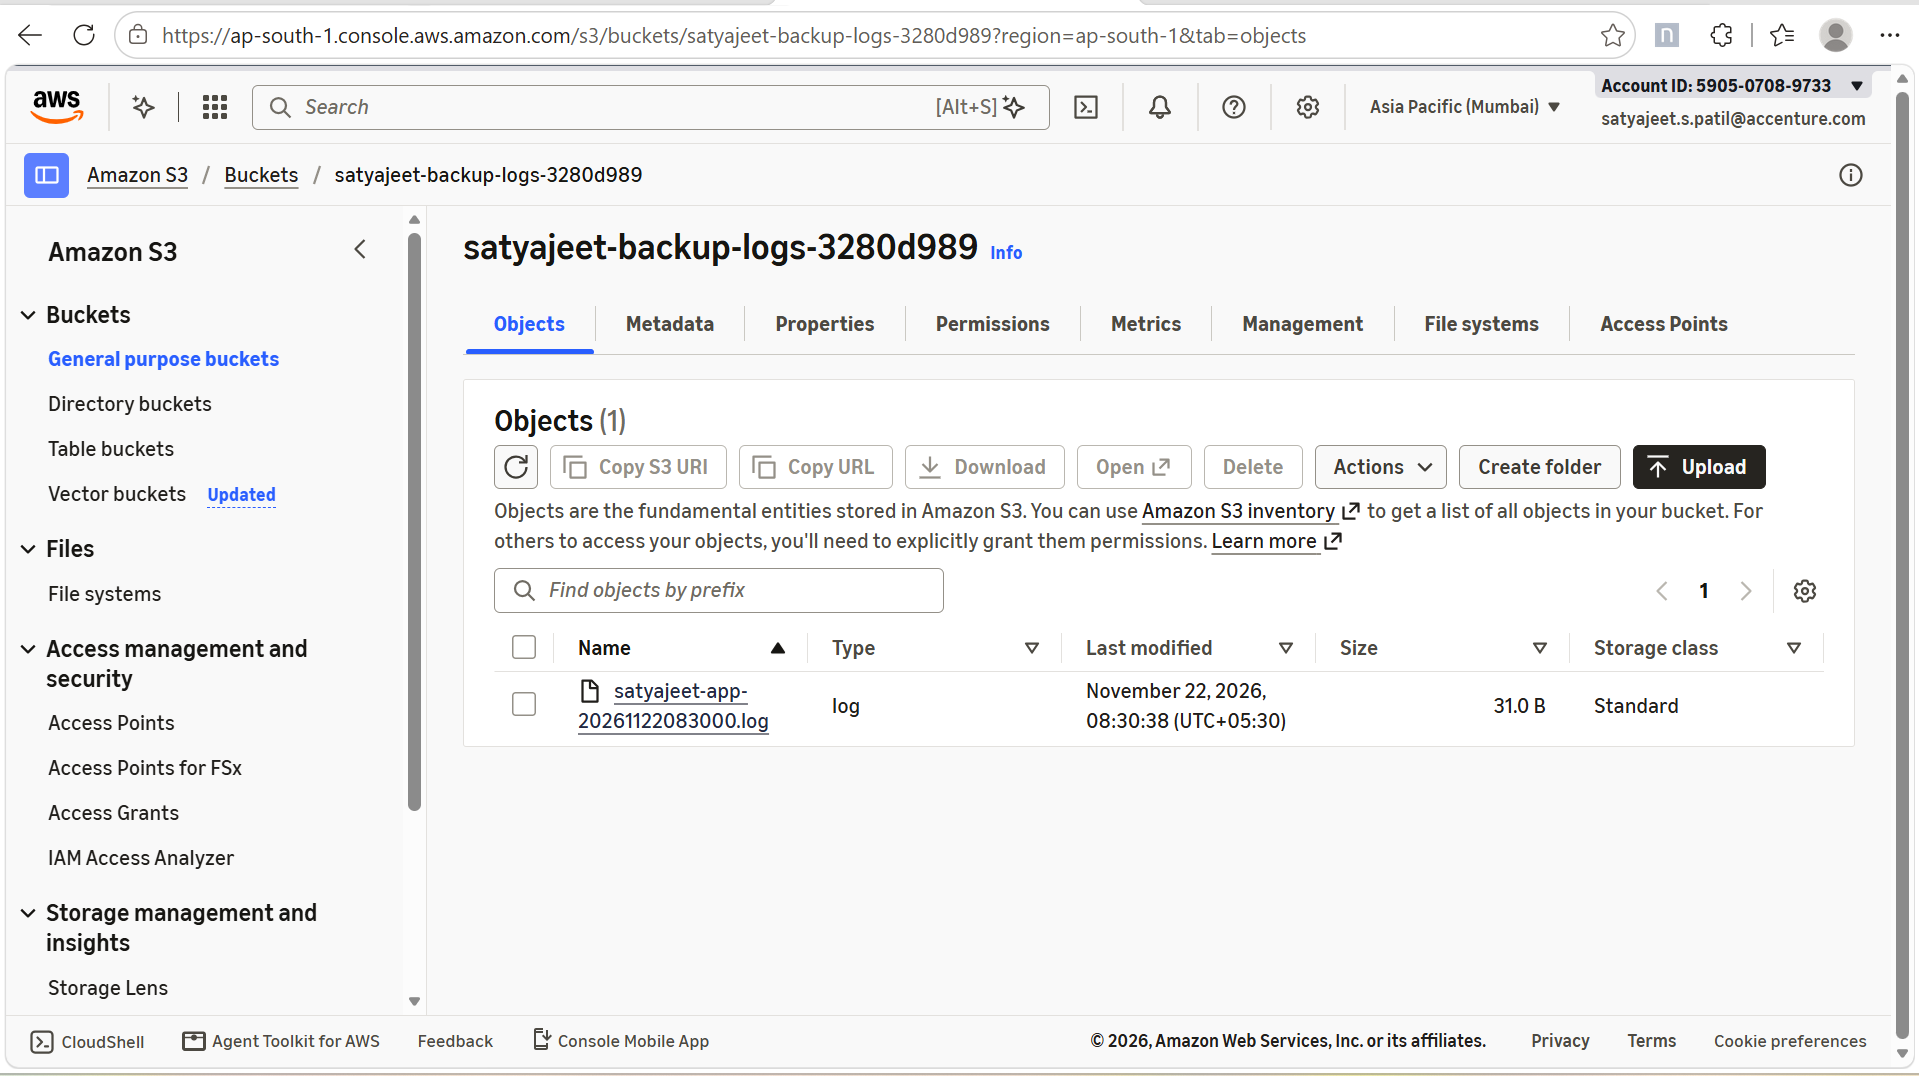 https://ap-south-1.console.aws.amazon.com/s3/buckets/satyajeet-backup-logs-3280d989?region=ap-south-1&tab=objects
n
aws
Search [Alt+S]
Asia Pacific (Mumbai)
Account ID: 5905-0708-9733
satyajeet.s.patil@accenture.com
Amazon S3 / Buckets / satyajeet-backup-logs-3280d989
Amazon S3
Buckets
General purpose buckets
Directory buckets
Table buckets
Vector buckets Updated
Files
File systems
Access management and
security
Access Points
Access Points for FSx
Access Grants
IAM Access Analyzer
Storage management and
insights
Storage Lens
satyajeet-backup-logs-3280d989 Info
Objects Metadata Properties Permissions Metrics Management File systems Access Points
Objects (1)
Copy S3 URI Copy URL Download Open Delete Actions Create folder Upload
Objects are the fundamental entities stored in Amazon S3. You can use Amazon S3 inventory to get a list of all objects in your bucket. For
others to access your objects, you'll need to explicitly grant them permissions. Learn more
Find objects by prefix
1
Name Type Last modified Size Storage class
satyajeet-app-
20261122083000.log
log
November 22, 2026,
08:30:38 (UTC+05:30)
31.0 B
Standard
CloudShell Agent Toolkit for AWS Feedback Console Mobile App
© 2026, Amazon Web Services, Inc. or its affiliates. Privacy Terms Cookie preferences